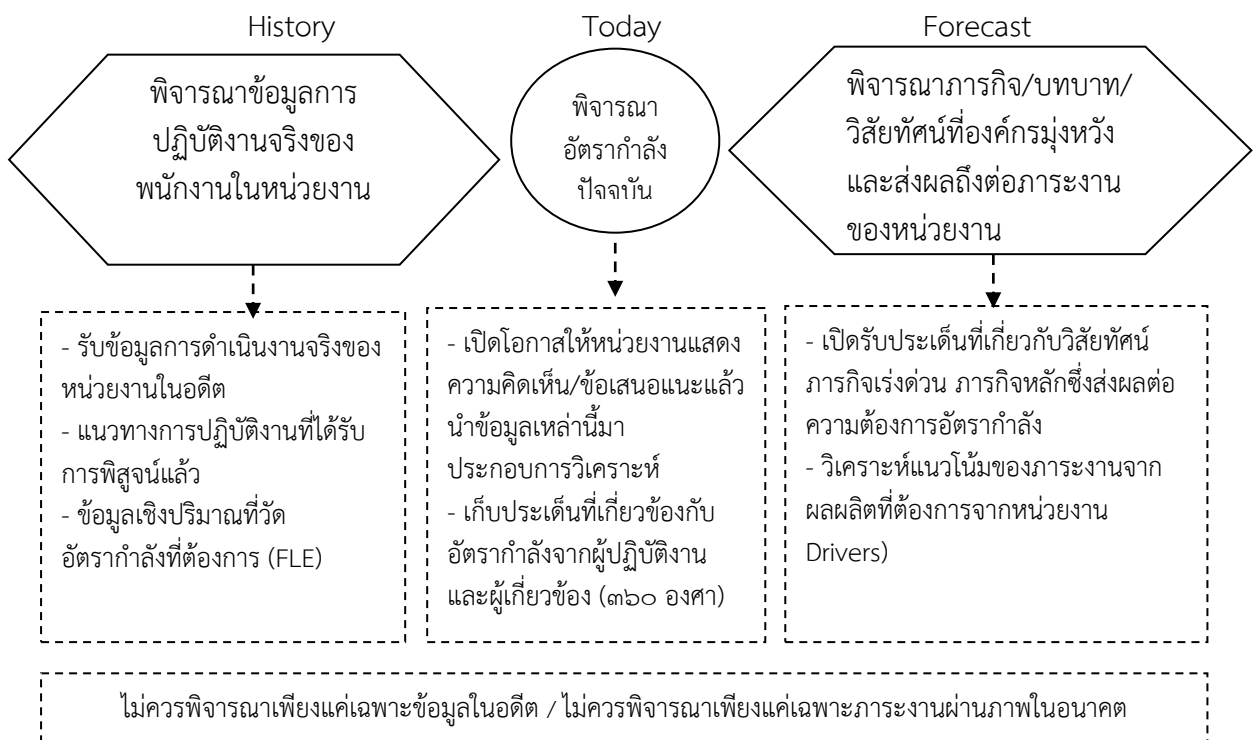 History
Today
Forecast
พิจารณาข้อมูลการ
ปฏิบัติงานจริงของ
พนักงานในหน่วยงาน
พิจารณา
อัตรากำลัง
ปัจจุบัน
พิจารณาภารกิจ/บทบาท/
วิสัยทัศน์ที่องค์กรมุ่งหวัง
และส่งผลถึงต่อภาระงาน
ของหน่วยงาน
- รับข้อมูลการดำเนินงานจริงของ
หน่วยงานในอดีต
- แนวทางการปฏิบัติงานที่ได้รับ
การพิสูจน์แล้ว
- ข้อมูลเชิงปริมาณที่วัด
อัตรากำลังที่ต้องการ (FLE)
- เปิดโอกาสให้หน่วยงานแสดง
ความคิดเห็น/ข้อเสนอแนะแล้ว
นำข้อมูลเหล่านี้มา
ประกอบการวิเคราะห์
- เก็บประเด็นที่เกี่ยวข้องกับ
อัตรากำลังจากผู้ปฏิบัติงาน
และผู้เกี่ยวข้อง (๓๖๐ องศา)
- เปิดรับประเด็นที่เกี่ยวกับวิสัยทัศน์
ภารกิจเร่งด่วน ภารกิจหลักซึ่งส่งผลต่อ
ความต้องการอัตรากำลัง
- วิเคราะห์แนวโน้มของภาระงานจาก
ผลผลิตที่ต้องการจากหน่วยงาน
Drivers)
ไม่ควรพิจารณาเพียงแค่เฉพาะข้อมูลในอดีต / ไม่ควรพิจารณาเพียงแค่เฉพาะภาระงานผ่านภาพในอนาคต